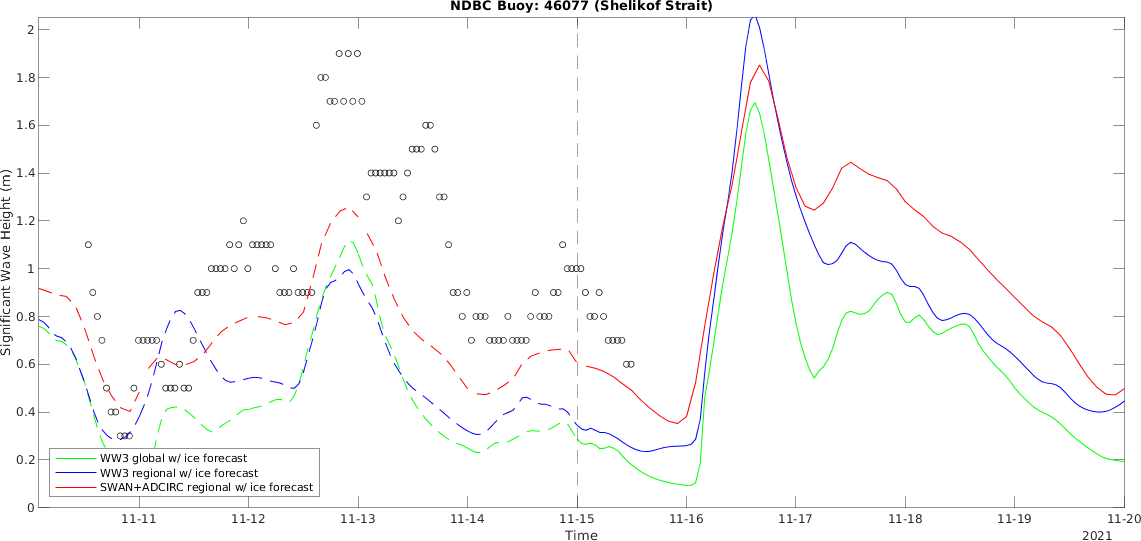 NDBC Buoy: 46077 (Shelikof Strait)
2
1.8
1.6
1.4
1.2
1
0.8
0.6
0.4
0.2
0
Significant Wave Height (m)
WW3 global w/ ice forecast
WW3 regional w/ ice forecast
SWAN+ADCIRC regional w/ ice forecast
11-11 11-12 11-13 11-14 11-15 11-16 11-17 11-18 11-19 11-20
Time
2021